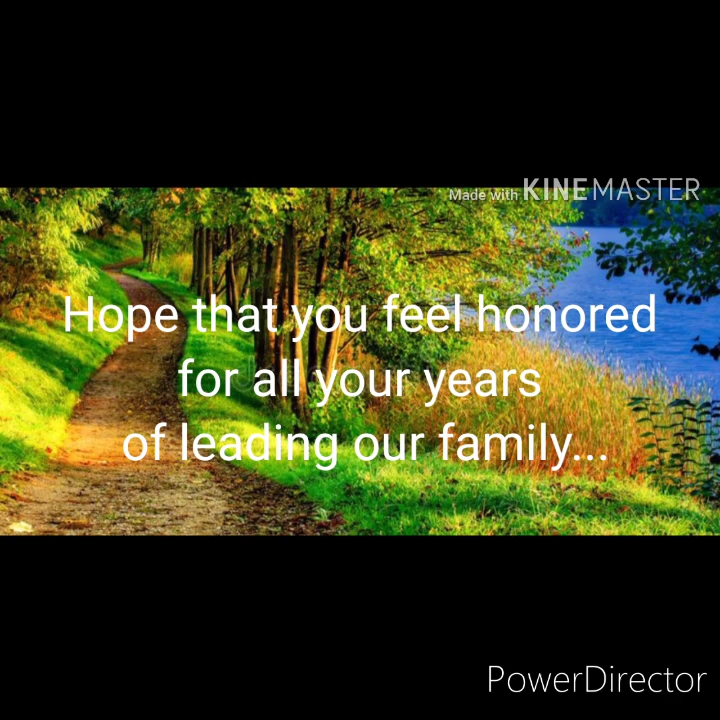 Made with KINEMASTER
Hope that you feel honored
for all your years
of leading our family...
PowerDirector